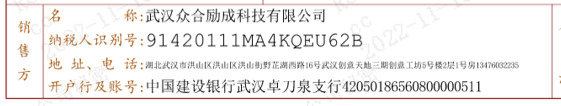 销售方
名称:武汉众合励成科技有限公司
纳税人识别号:91420111MA4KQEU62B
地址、电话:湖北武汉市洪山区洪山区洪山街野芷湖西路16号武汉创意天地三期创意工坊5号楼2层1号房13476032235
开户行及账号:中国建设银行武汉卓刀泉支行42050186560800000511